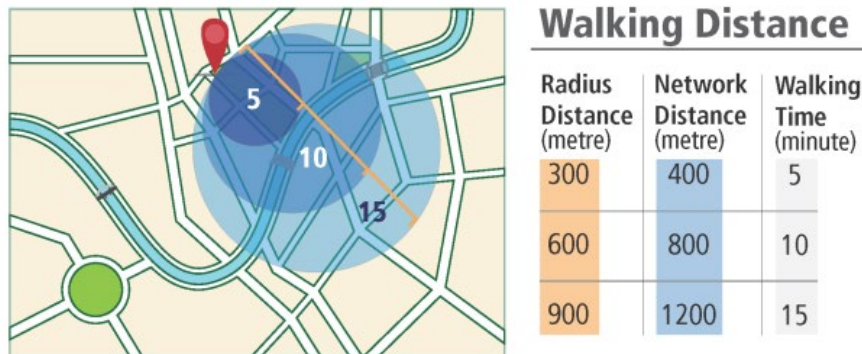 5
10
15
Walking Distance
Radius Distance (metre)
Network Distance (metre)
Walking Time (minute)
300 400 5
600 800 10
900 1200 15